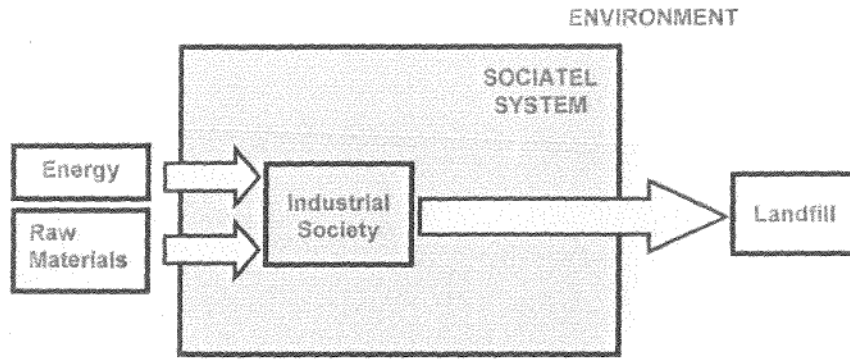 ENVIRONMENT
SOCIATEL
SYSTEM
Energy
Raw
Materials
Industrial
Society
Landfill